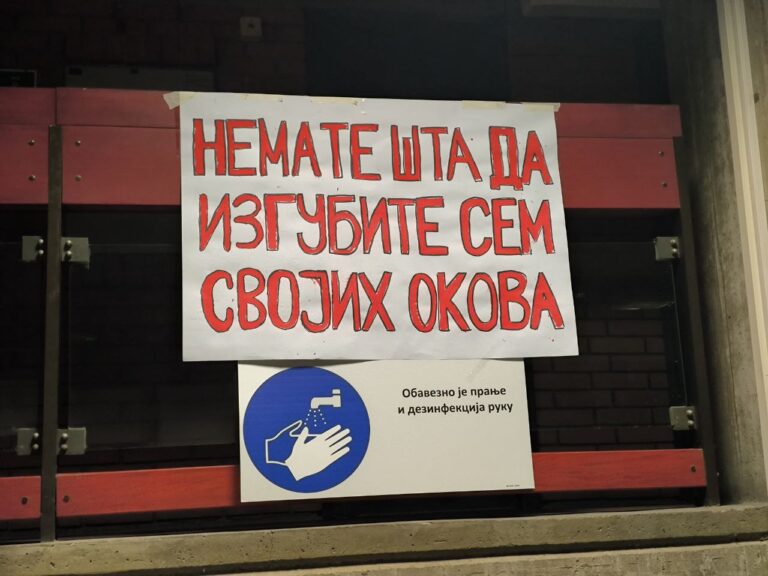 НЕМАТЕ ШТА ДА
ИЗГУБИТЕ СЕМ
СВОЈИХ ОКОВА
Обавезно је прање
и дезинфекција руку